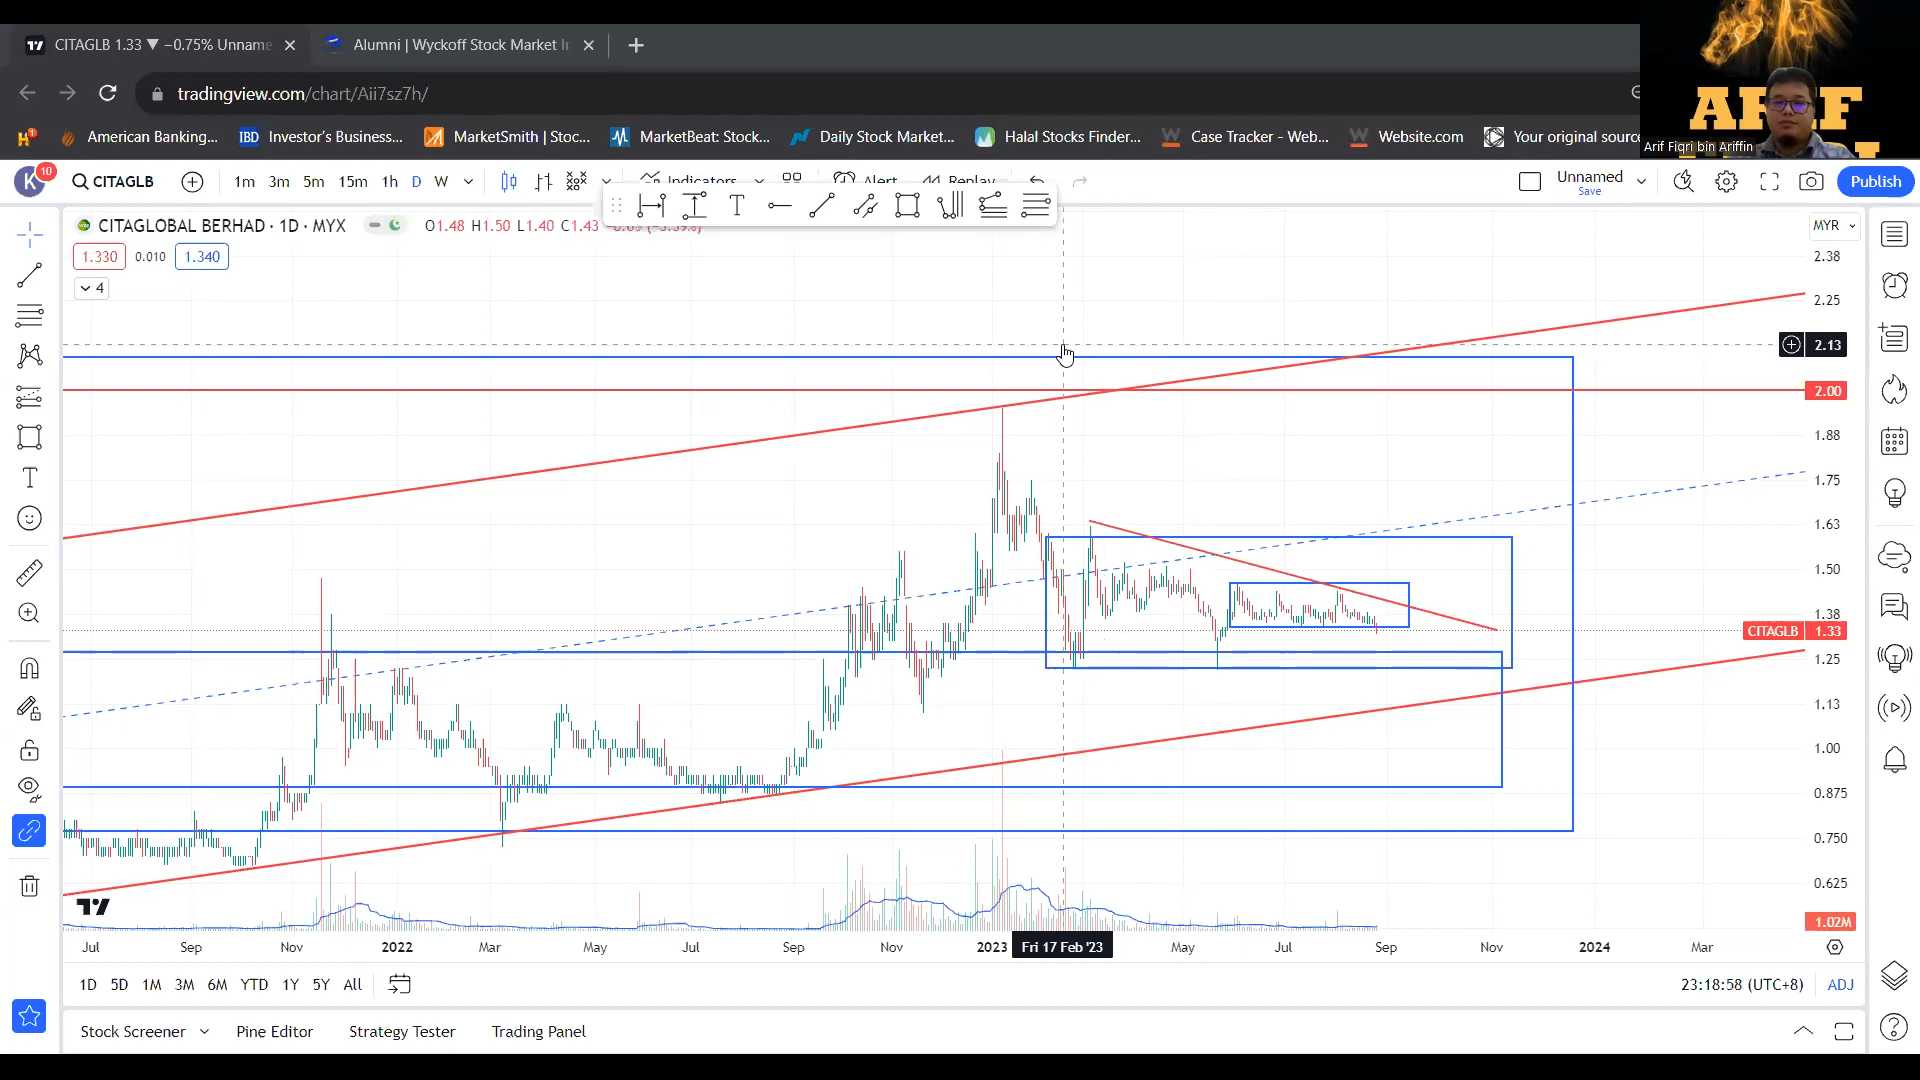 CITAGLB 1.33 ▼ −0.75% Unname
Alumni | Wyckoff Stock Market
tradingview.com/chart/Aii7sz7h/
American Banking...
IBD Investor's Business...
MarketSmith | Stoc...
MarketBeat: Stock...
Daily Stock Market...
Halal Stocks Finder...
Case Tracker - Web...
Website.com
Your original source
Arif Fiqri bin Ariffin
K 10
CITAGLB
1m 3m 5m 15m 1h D W
Indicators
Alert
Replay
Unnamed
Save
Publish
CITAGLOBAL BERHAD · 1D · MYX
O1.48 H1.50 L1.40 C1.43
1.330 0.010 1.340
4
MYR
2.38
2.25
2.13
2.00
1.88
1.75
1.63
1.50
1.38
CITAGLB 1.33
1.25
1.13
1.00
0.875
0.750
0.625
1.02M
Jul Sep Nov 2022 Mar May Jul Sep Nov 2023 Fri 17 Feb '23 May Jul Sep Nov 2024 Mar
1D 5D 1M 3M 6M YTD 1Y 5Y All
23:18:58 (UTC+8) ADJ
Stock Screener Pine Editor Strategy Tester Trading Panel